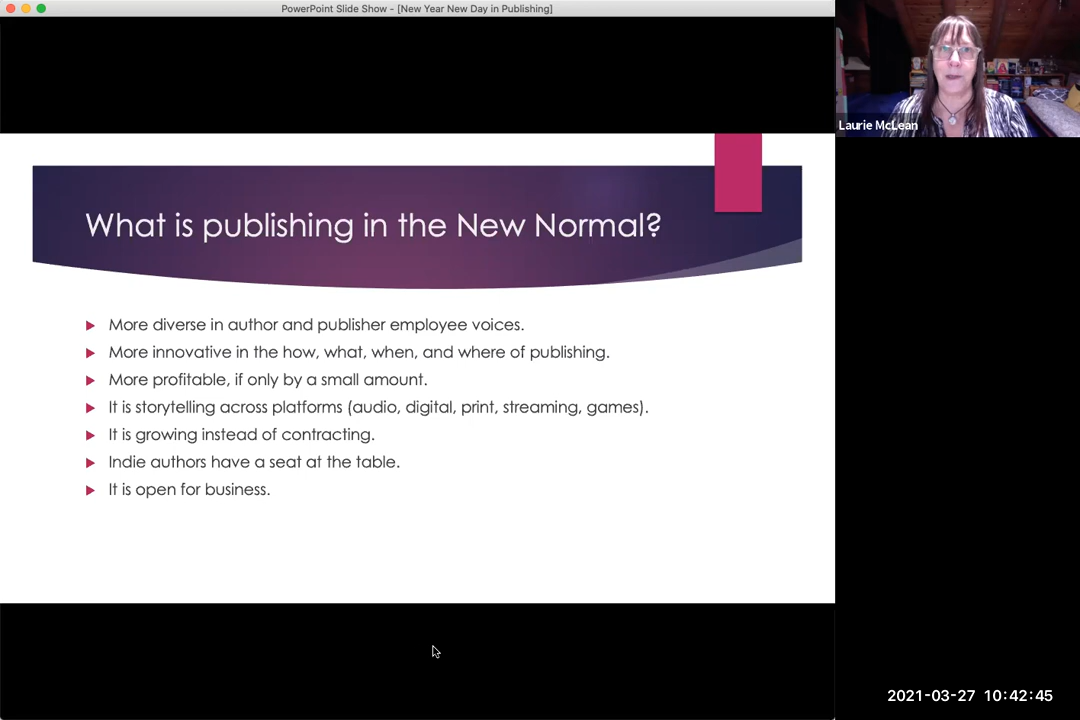 PowerPoint Slide Show - [New Year New Day in Publishing]
Laurie McLean
What is publishing in the New Normal?
More diverse in author and publisher employee voices.
More innovative in the how, what, when, and where of publishing.
More profitable, if only by a small amount.
It is storytelling across platforms (audio, digital, print, streaming, games).
It is growing instead of contracting.
Indie authors have a seat at the table.
It is open for business.
2021-03-27 10:42:45